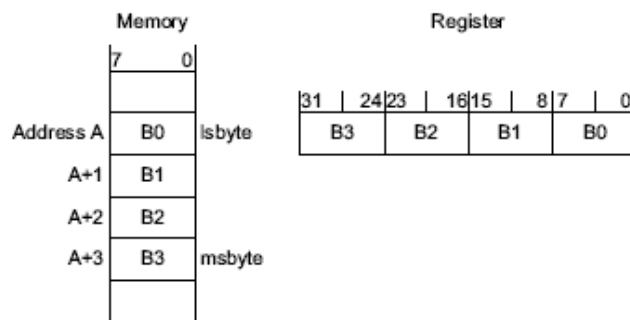 Memory Register
7 0
31 24 23 16 15 8 7 0
Address A B0 lsbyte B3 B2 B1 B0
A+1 B1
A+2 B2
A+3 B3 msbyte